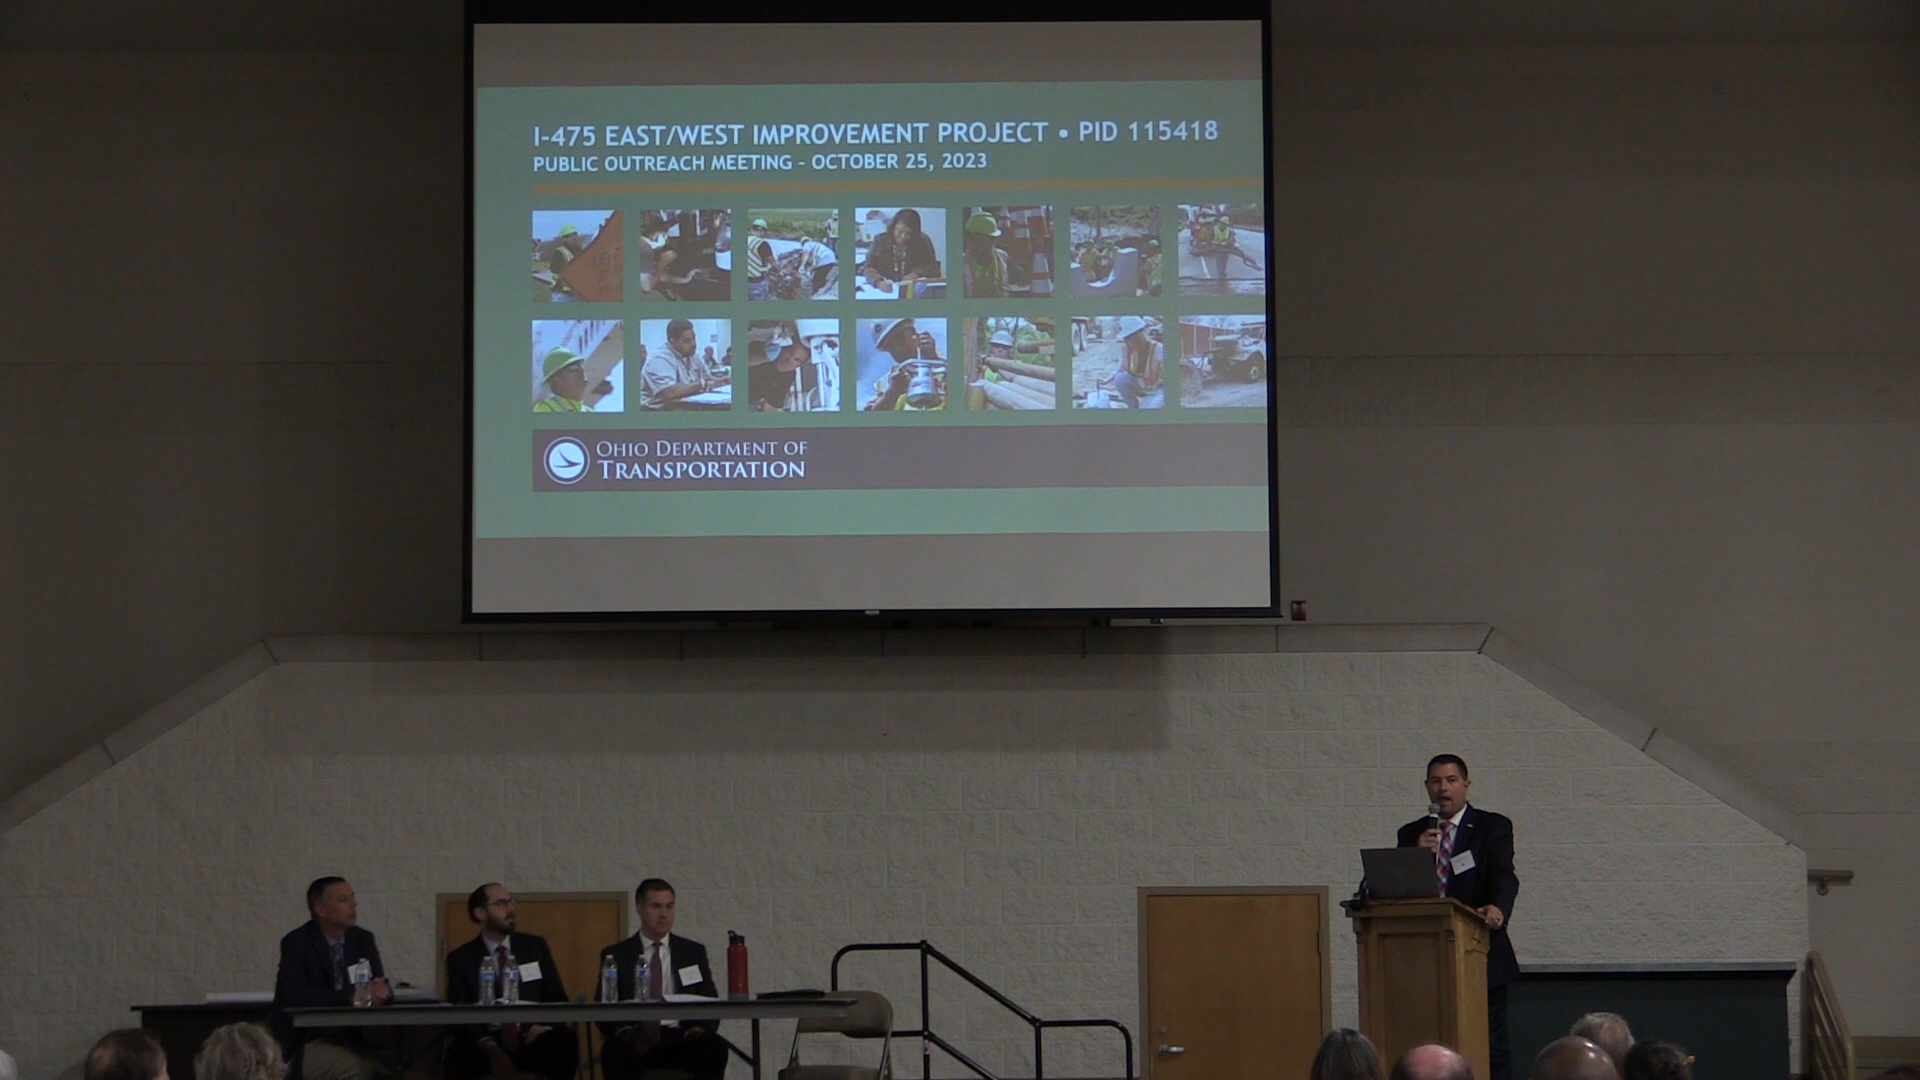 I-475 EAST/WEST IMPROVEMENT PROJECT • PID 115418
PUBLIC OUTREACH MEETING - OCTOBER 25, 2023
OHIO DEPARTMENT OF
TRANSPORTATION